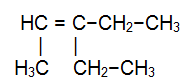 HC = C–CH₂–CH₃
| |
H₃C CH₂–CH₃